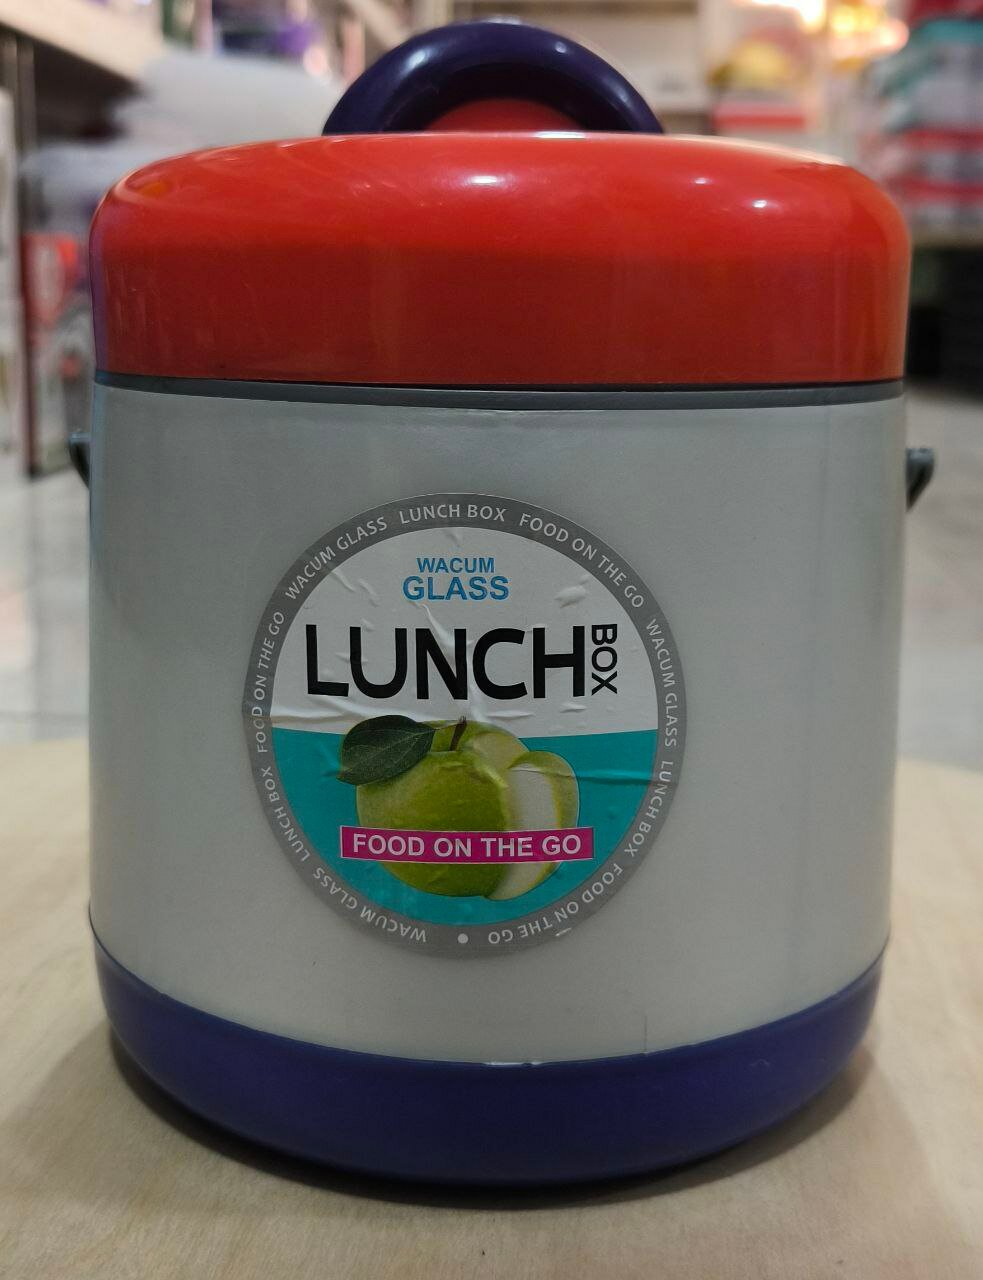 WACUM GLASS LUNCH BOX FOOD ON THE GO WACUM GLASS LUNCH BOX FOOD ON THE GO • WACUM GLASS LUNCH BOX FOOD ON THE GO
WACUM
GLASS
LUNCH BOX
FOOD ON THE GO